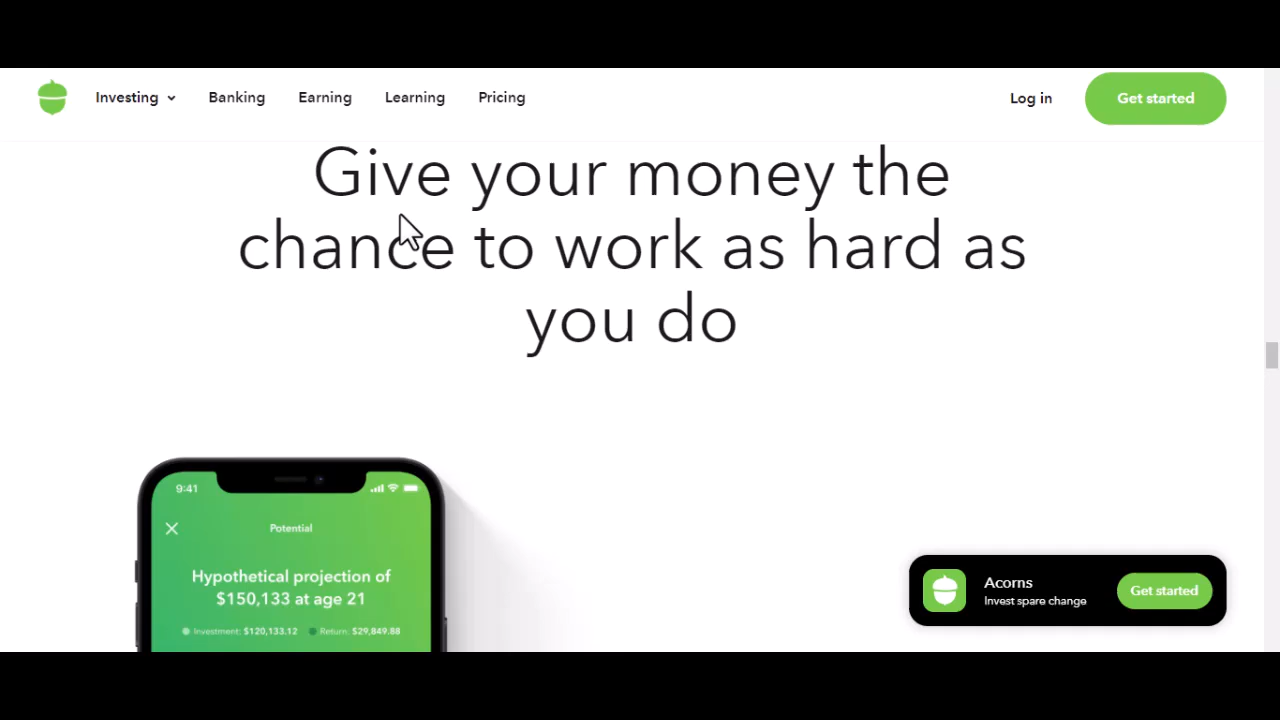 Investing Banking Earning Learning Pricing Log in Get started
Give your money the
chance to work as hard as
you do
9:41
Potential
Hypothetical projection of
$150,133 at age 21
Investment: $120,133.12 Return: $29,849.88
Acorns
Invest spare change
Get started